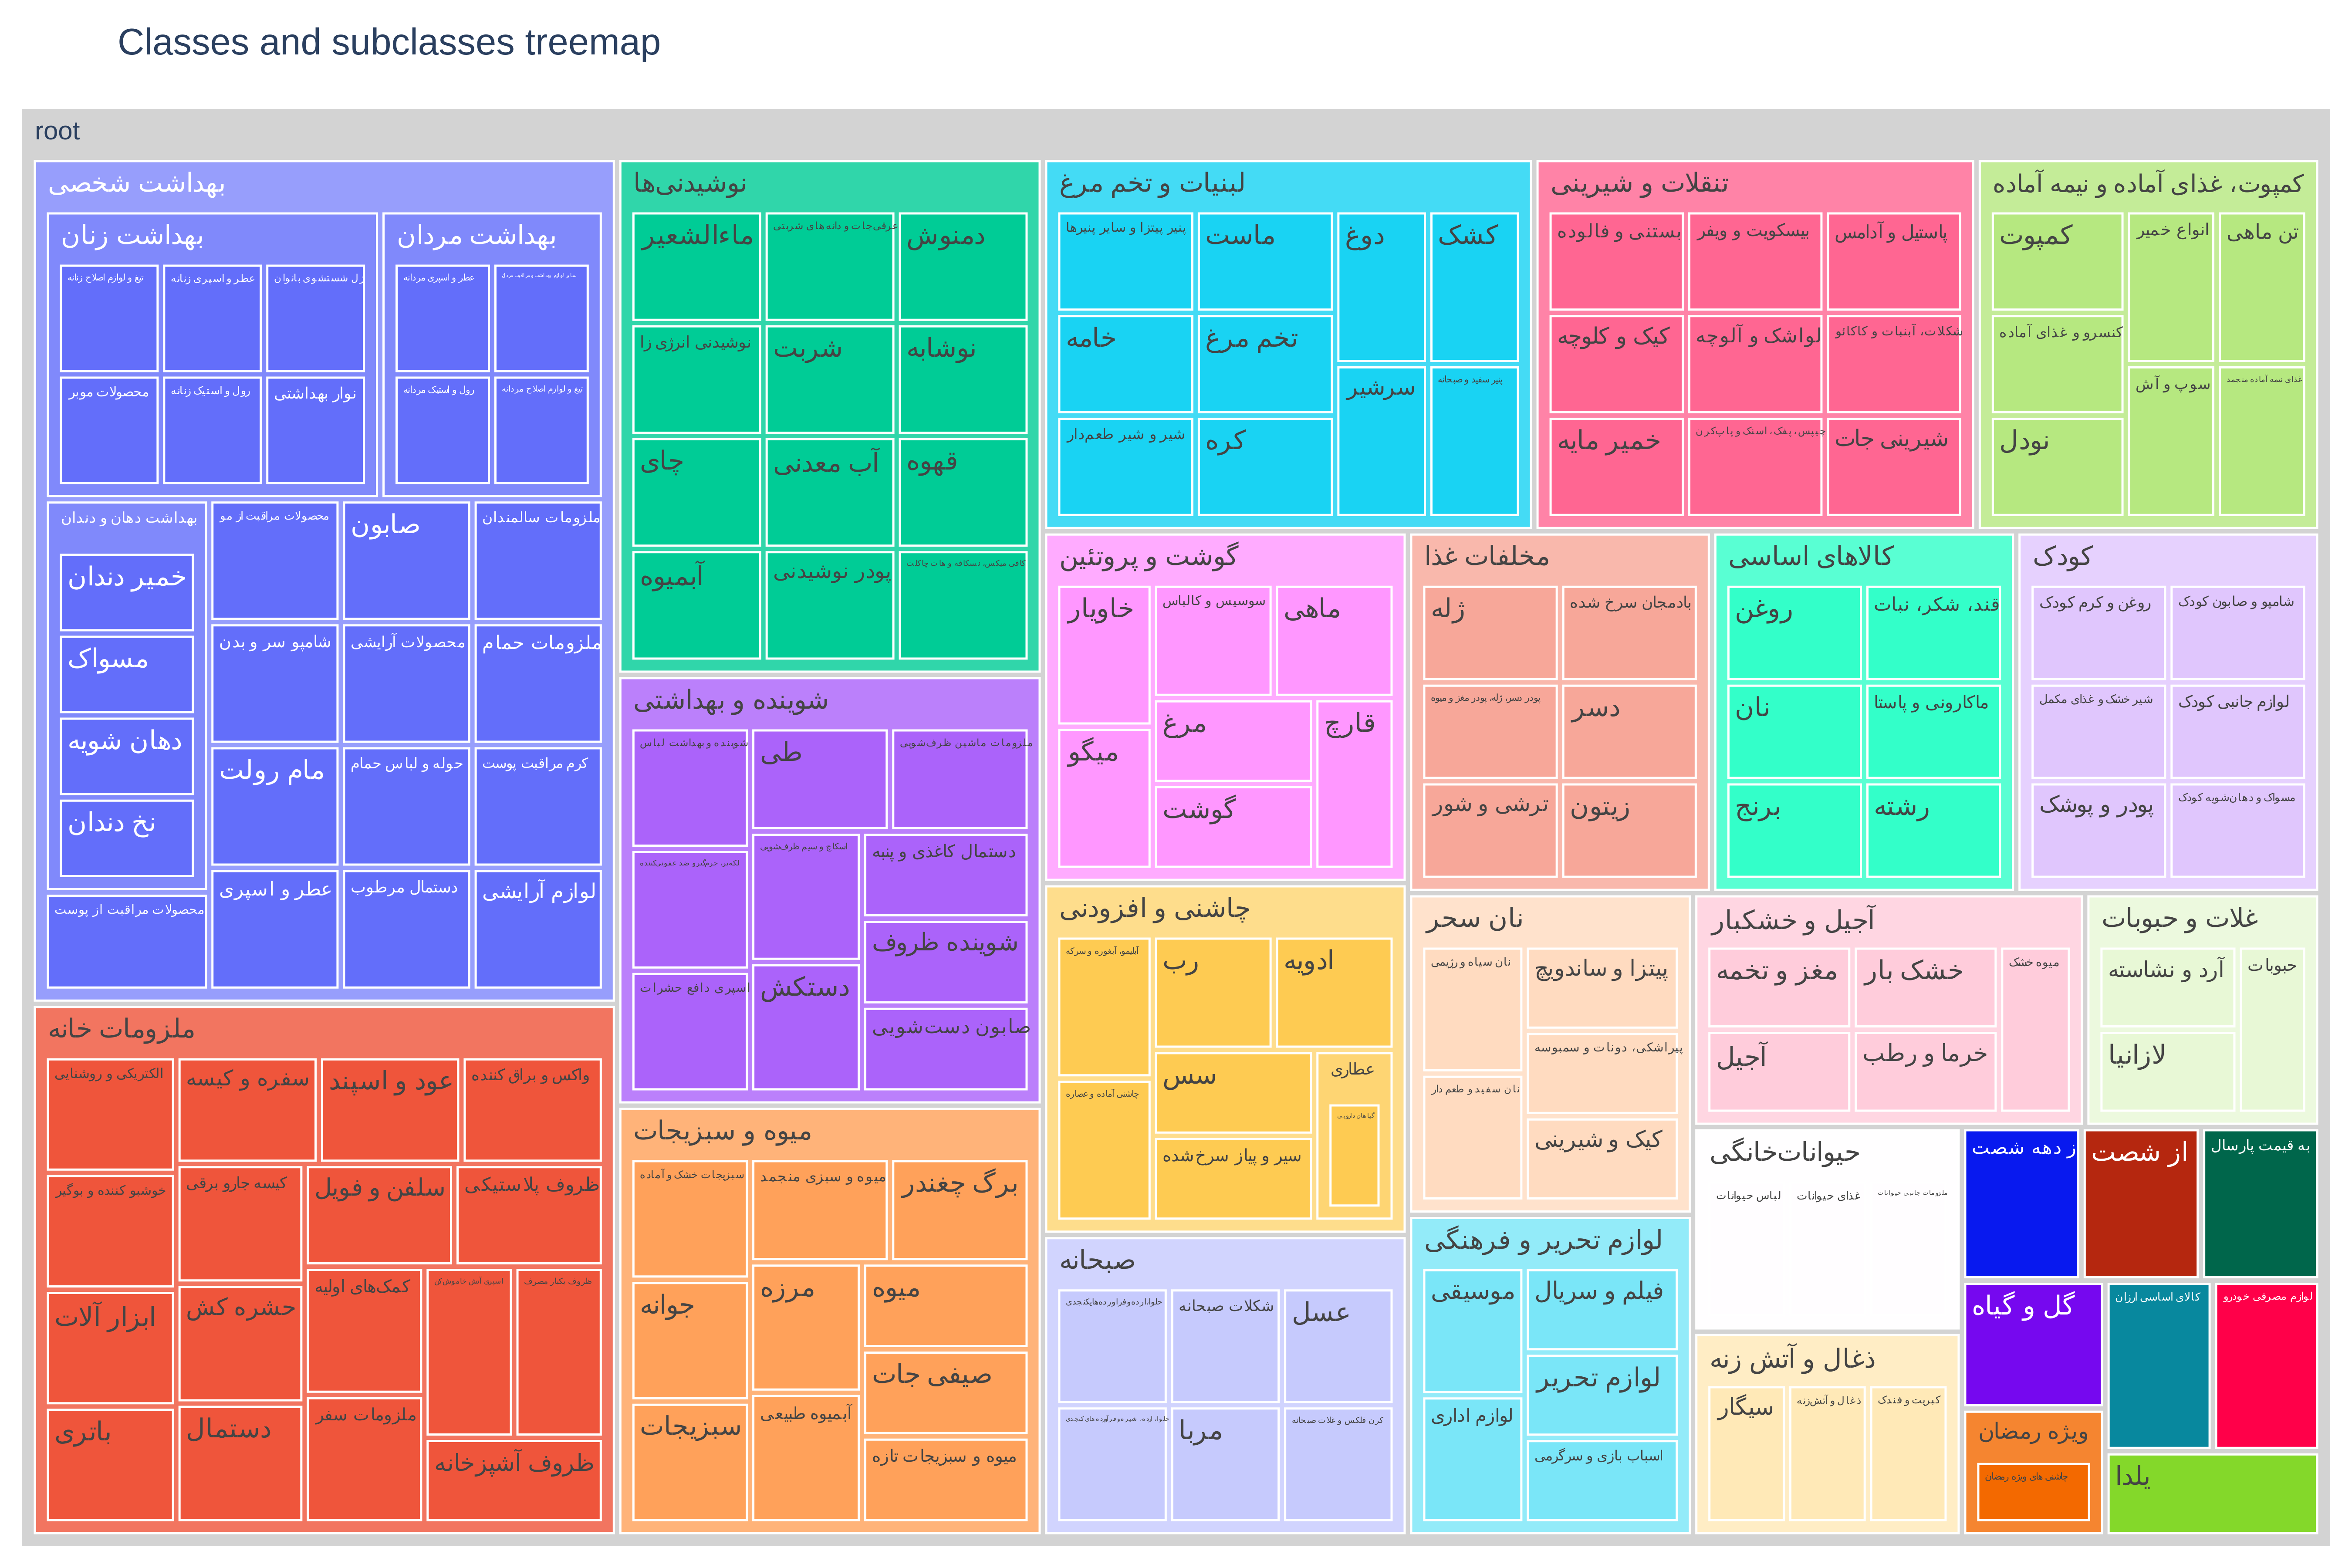 Classes and subclasses treemap
root
بهداشت شخصی
بهداشت زنان
تیغ و لوازم اصلاح زنانه
عطر و اسپری زنانه
ژل شستشوی بانوان
محصولات موبر
رول و استیک زنانه
نوار بهداشتی
بهداشت مردان
عطر و اسپری مردانه
سایر لوازم بهداشت و مراقبت مردان
رول و استیک مردانه
تیغ و لوازم اصلاح مردانه
بهداشت دهان و دندان
خمیر دندان
مسواک
دهان شویه
نخ دندان
محصولات مراقبت از مو
صابون
ملزومات سالمندان
شامپو سر و بدن
محصولات آرایشی
ملزومات حمام
مام رولت
حوله و لباس حمام
کرم مراقبت پوست
محصولات مراقبت از پوست
عطر و اسپری
دستمال مرطوب
لوازم آرایشی
ملزومات خانه
الکتریکی و روشنایی
سفره و کیسه
عود و اسپند
واکس و براق کننده
خوشبو کننده و بوگیر
کیسه جارو برقی
سلفن و فویل
ظروف پلاستیکی
ابزار آلات
حشره کش
کمک‌های اولیه
اسپری آتش خاموش‌کن
ظروف یکبار مصرف
باتری
دستمال
ملزومات سفر
ظروف آشپزخانه
نوشیدنی‌ها
ماءالشعیر
عرقی‌جات و دانه های شربتی
دمنوش
نوشیدنی انرژی زا
شربت
نوشابه
چای
آب معدنی
قهوه
آبمیوه
پودر نوشیدنی
کافی میکس، نسکافه و هات چاکلت
شوینده و بهداشتی
شوینده و بهداشت لباس
طی
ملزومات ماشین ظرف‌شویی
لکه‌بر، جرم‌گیر و ضد عفونی‌کننده
اسکاچ و سیم ظرف‌شویی
دستمال کاغذی و پنبه
شوینده ظروف
اسپری دافع حشرات
دستکش
صابون دست‌شویی
میوه و سبزیجات
سبزیجات خشک و آماده
میوه و سبزی منجمد
برگ چغندر
جوانه
مرزه
میوه
صیفی جات
سبزیجات
آبمیوه طبیعی
میوه و سبزیجات تازه
لبنیات و تخم مرغ
پنیر پیتزا و سایر پنیرها
ماست
دوغ
کشک
خامه
تخم مرغ
سرشیر
پنیر سفید و صبحانه
شیر و شیر طعم‌دار
کره
تنقلات و شیرینی
بستنی و فالوده
بیسکویت و ویفر
پاستیل و آدامس
کیک و کلوچه
لواشک و آلوچه
شکلات، آبنبات و کاکائو
خمیر مایه
چیپس، پفک، اسنک و پاپ‌کرن
شیرینی جات
کمپوت، غذای آماده و نیمه آماده
کمپوت
انواع خمیر
تن ماهی
کنسرو و غذای آماده
سوپ و آش
غذای نیمه آماده منجمد
نودل
گوشت و پروتئین
خاویار
سوسیس و کالباس
ماهی
میگو
مرغ
قارچ
گوشت
مخلفات غذا
ژله
بادمجان سرخ شده
پودر دسر، ژله، پودر مغز و میوه
دسر
ترشی و شور
زیتون
کالاهای اساسی
روغن
قند، شکر، نبات
نان
ماکارونی و پاستا
برنج
رشته
کودک
روغن و کرم کودک
شامپو و صابون کودک
شیر خشک و غذای مکمل
لوازم جانبی کودک
پودر و پوشک
مسواک و دهان‌شویه کودک
چاشنی و افزودنی
آبلیمو، آبغوره و سرکه
رب
ادویه
چاشنی آماده و عصاره
سس
عطاری
گیاهان دارویی
سیر و پیاز سرخ‌شده
صبحانه
حلوا،ارده‌وفراورده‌هایکنجدی
شکلات صبحانه
عسل
حلوا، ارده، شیره و فرآورده های کنجدی
مربا
کرن فلکس و غلات صبحانه
نان سحر
نان سیاه و رژیمی
پیتزا و ساندویچ
پیراشکی، دونات و سمبوسه
نان سفید و طعم دار
کیک و شیرینی
لوازم تحریر و فرهنگی
موسیقی
فیلم و سریال
لوازم تحریر
لوازم اداری
اسباب بازی و سرگرمی
آجیل و خشکبار
مغز و تخمه
خشک بار
میوه خشک
آجیل
خرما و رطب
غلات و حبوبات
آرد و نشاسته
حبوبات
لازانیا
حیوانات‌خانگی
لباس حیوانات
غذای حیوانات
ملزومات جانبی حیوانات
ذغال و آتش زنه
سیگار
ذغال و آتش‌زنه
کبریت و فندک
ز دهه شصت
از شصت
به قیمت پارسال
گل و گیاه
کالای اساسی ارزان
لوازم مصرفی خودرو
ویژه رمضان
چاشنی های ویژه رمضان
یلدا